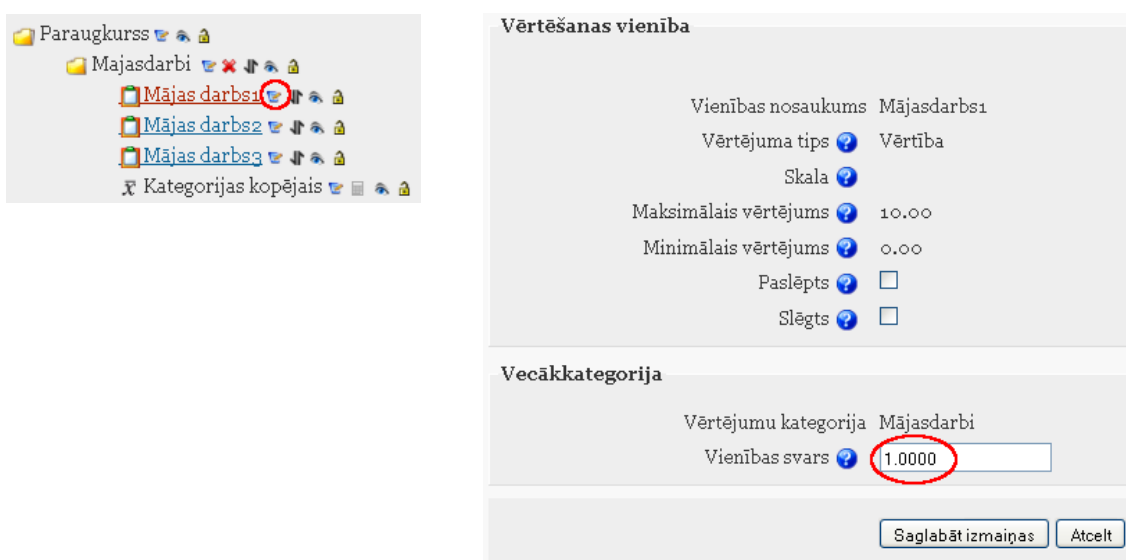 Paraugkurss
Majasdarbi
Mājas darbs1
Mājas darbs2
Mājas darbs3
x̅ Kategorijas kopējais
Vērtēšanas vienība
Vienības nosaukums Mājasdarbs1
Vērtējuma tips ? Vērtība
Skala ?
Maksimālais vērtējums ? 10.00
Minimālais vērtējums ? 0.00
Paslēpts ?
Slēgts ?
Vecākkategorija
Vērtējumu kategorija Mājasdarbi
Vienības svars ? 1.0000
Saglabāt izmaiņas Atcelt